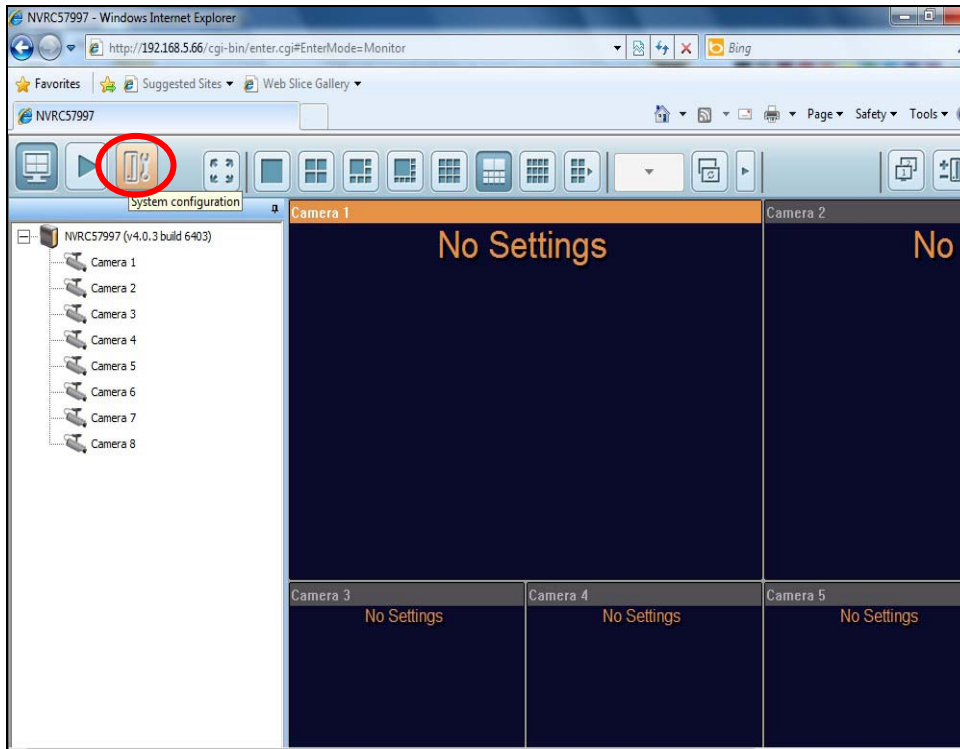 NVRC57997 - Windows Internet Explorer
http://192.168.5.66/cgi-bin/enter.cgi#EnterMode=Monitor
Bing
Favorites
Suggested Sites
Web Slice Gallery
NVRC57997
Page
Safety
Tools
System configuration
NVRC57997 (v4.0.3 build 6403)
Camera 1
Camera 2
Camera 3
Camera 4
Camera 5
Camera 6
Camera 7
Camera 8
Camera 1
No Settings
Camera 2
No
Camera 3
No Settings
Camera 4
No Settings
Camera 5
No Settings